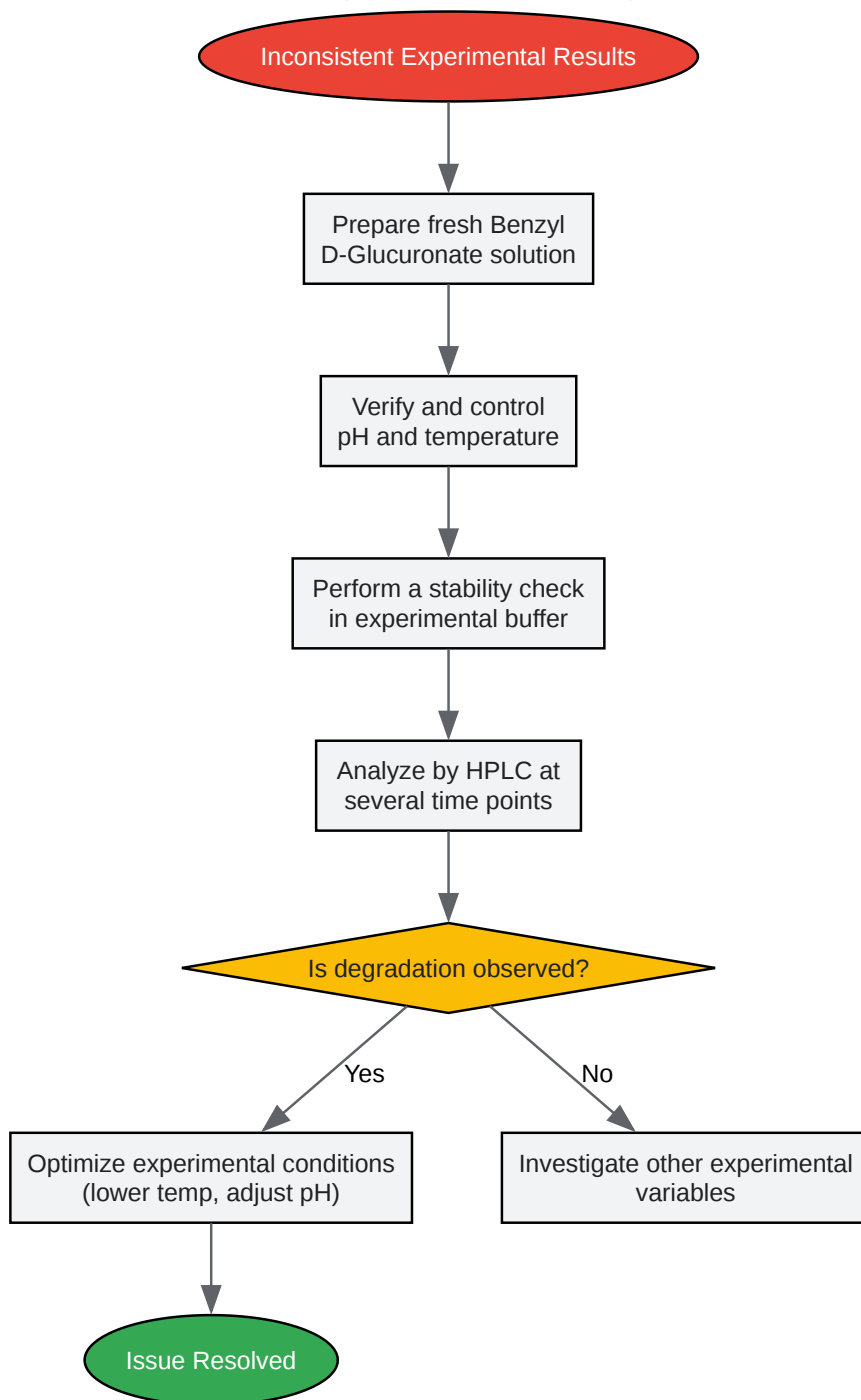 Inconsistent Experimental Results
Prepare fresh Benzyl
D-Glucuronate solution
Verify and control
pH and temperature
Perform a stability check
in experimental buffer
Analyze by HPLC at
several time points
Is degradation observed?
Yes
No
Optimize experimental conditions
(lower temp, adjust pH)
Investigate other experimental
variables
Issue Resolved